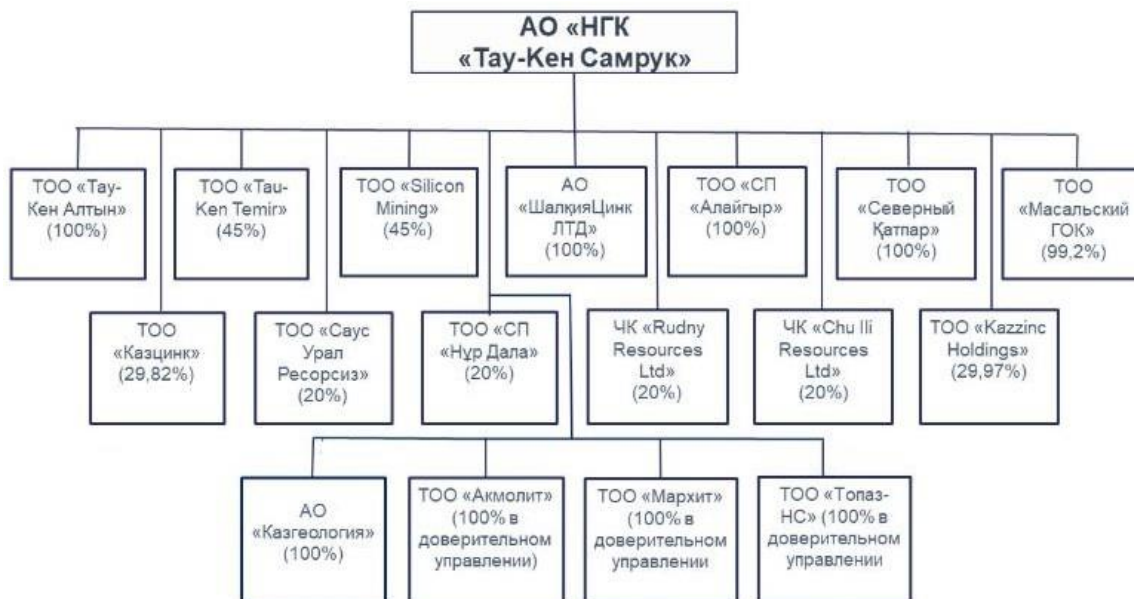 АО «НГК
«Тау-Кен Самрук»
ТОО «Тау-
Кен Алтын»
(100%)
ТОО «Tau-
Ken Temir»
(45%)
ТОО «Silicon
Mining»
(45%)
АО
«ШалқияЦинк
ЛТД»
(100%)
ТОО «СП
«Алайгыр»
(100%)
ТОО
«Северный
Қатпар»
(100%)
ТОО
«Масальский
ГОК»
(99,2%)
ТОО
«Казцинк»
(29,82%)
ТОО «Саус
Урал
Ресорсиз»
(20%)
ТОО «СП
«Нұр Дала»
(20%)
ЧК «Rudny
Resources
Ltd»
(20%)
ЧК «Chu Ili
Resources
Ltd»
(20%)
ТОО «Kazzinc
Holdings»
(29,97%)
АО
«Казгеология»
(100%)
ТОО «Акмолит»
(100% в
доверительном
управлении)
ТОО «Мархит»
(100% в
доверительном
управлении
ТОО «Топаз-
НС» (100% в
доверительном
управлении